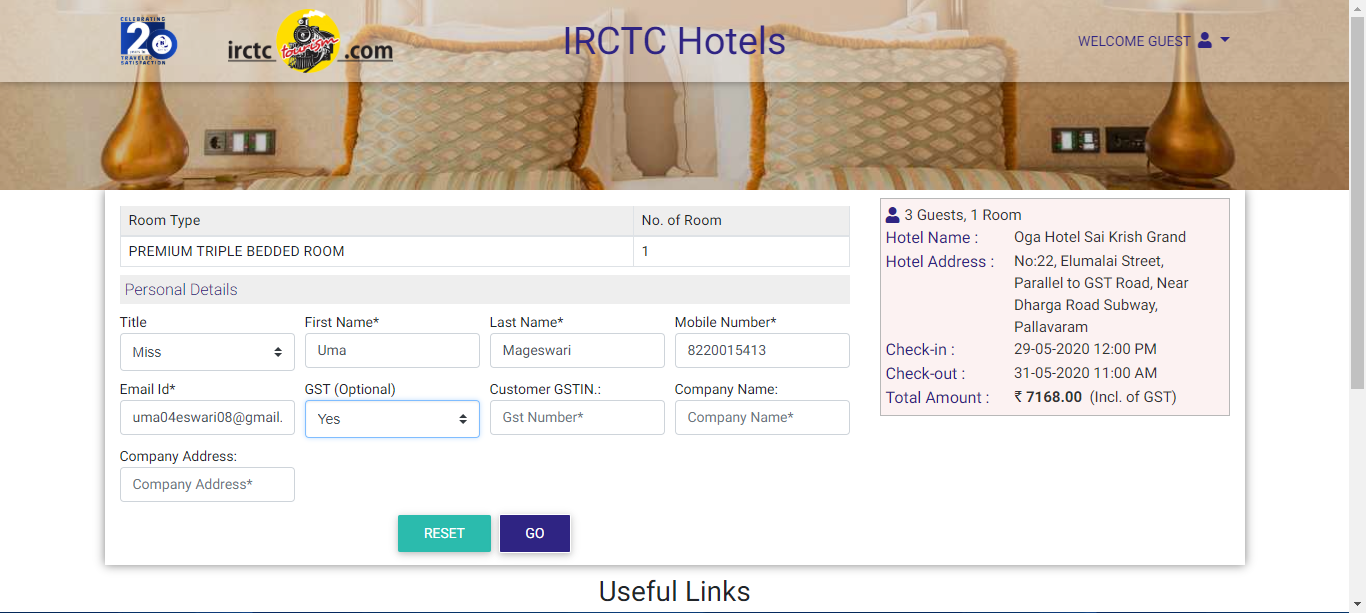 CELEBRATING
20
TRAVELER
SATISFACTION
irctc tourism .com
IRCTC Hotels
WELCOME GUEST
Room Type No. of Room
PREMIUM TRIPLE BEDDED ROOM 1
Personal Details
Title First Name* Last Name* Mobile Number*
Miss Uma Mageswari 8220015413
Email Id* GST (Optional) Customer GSTIN.: Company Name:
uma04eswari08@gmail. Yes Gst Number* Company Name*
Company Address:
Company Address*
RESET GO
3 Guests, 1 Room
Hotel Name : Oga Hotel Sai Krish Grand
Hotel Address : No:22, Elumalai Street,
Parallel to GST Road, Near
Dharga Road Subway,
Pallavaram
Check-in : 29-05-2020 12:00 PM
Check-out : 31-05-2020 11:00 AM
Total Amount : ₹ 7168.00 (Incl. of GST)
Useful Links